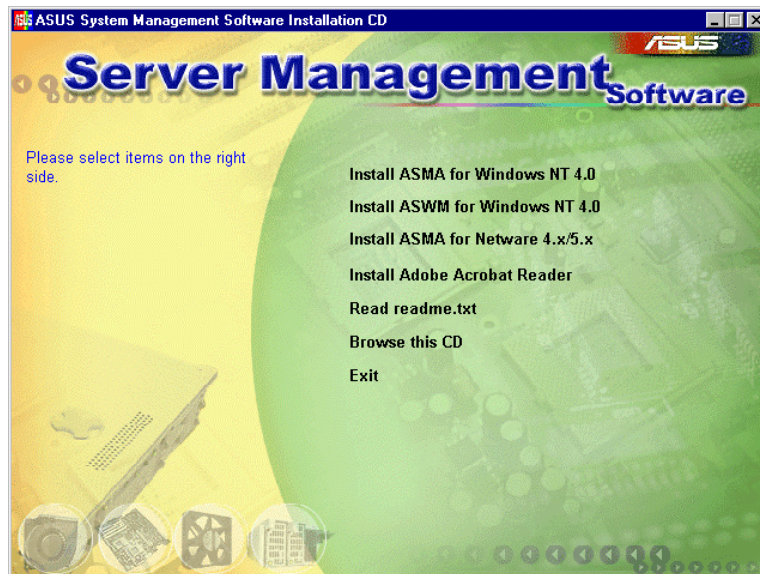 ASUS System Management Software Installation CD
ASUS
Server Management
Software
Please select items on the right
side.
Install ASMA for Windows NT 4.0
Install ASWM for Windows NT 4.0
Install ASMA for Netware 4.x/5.x
Install Adobe Acrobat Reader
Read readme.txt
Browse this CD
Exit